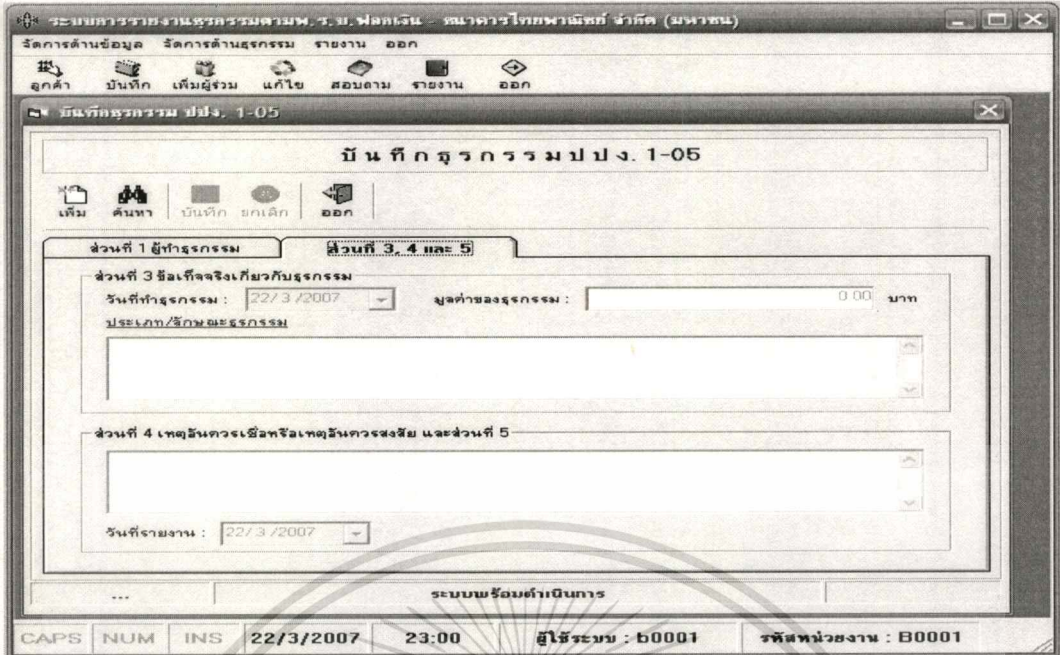 ระบบการรายงานธุรกรรมตามพ.ร.บ.ฟอกเงิน - ธนาคารไทยพาณิชย์ จำกัด (มหาชน)
จัดการด้านข้อมูล จัดการด้านธุรกรรม รายงาน ออก
ลูกค้า บันทึก เพิ่มผู้ร่วม แก้ไข สอบถาม รายงาน ออก
บันทึกธุรกรรม ปปง. 1-05
บันทึกธุรกรรมปปง. 1-05
เพิ่ม ค้นหา บันทึก ยกเลิก ออก
ส่วนที่ 1 ผู้ทำธุรกรรม ส่วนที่ 3, 4 และ 5
ส่วนที่ 3 ข้อเท็จจริงเกี่ยวกับธุรกรรม
วันที่ทำธุรกรรม : 22/ 3 /2007 มูลค่าของธุรกรรม : 0.00 บาท
ประเภท/ลักษณะธุรกรรม
ส่วนที่ 4 เหตุอันควรเชื่อหรือเหตุอันควรสงสัย และส่วนที่ 5
วันที่รายงาน : 22/ 3 /2007
... ระบบพร้อมดำเนินการ
CAPS NUM INS 22/3/2007 23:00 ผู้ใช้ระบบ : b0001 รหัสหน่วยงาน : B0001